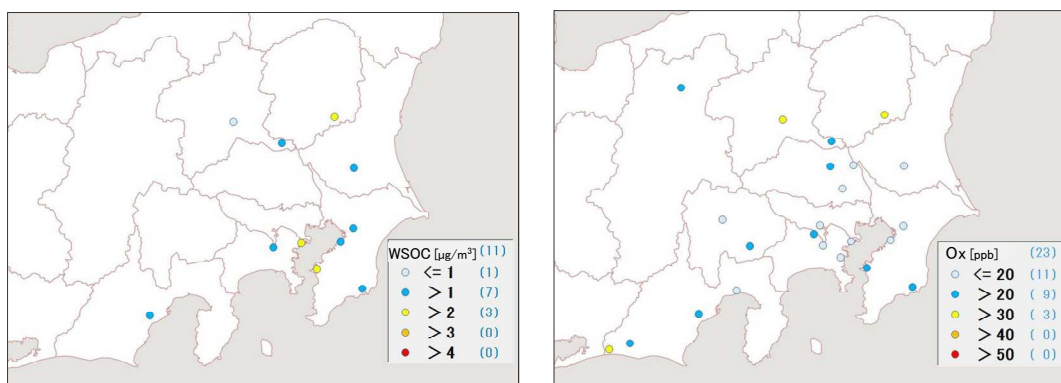 WSOC [μg/m³] (11)
<= 1 (1)
> 1 (7)
> 2 (3)
> 3 (0)
> 4 (0)
Ox [ppb] (23)
<= 20 (11)
> 20 ( 9)
> 30 ( 3)
> 40 ( 0)
> 50 ( 0)